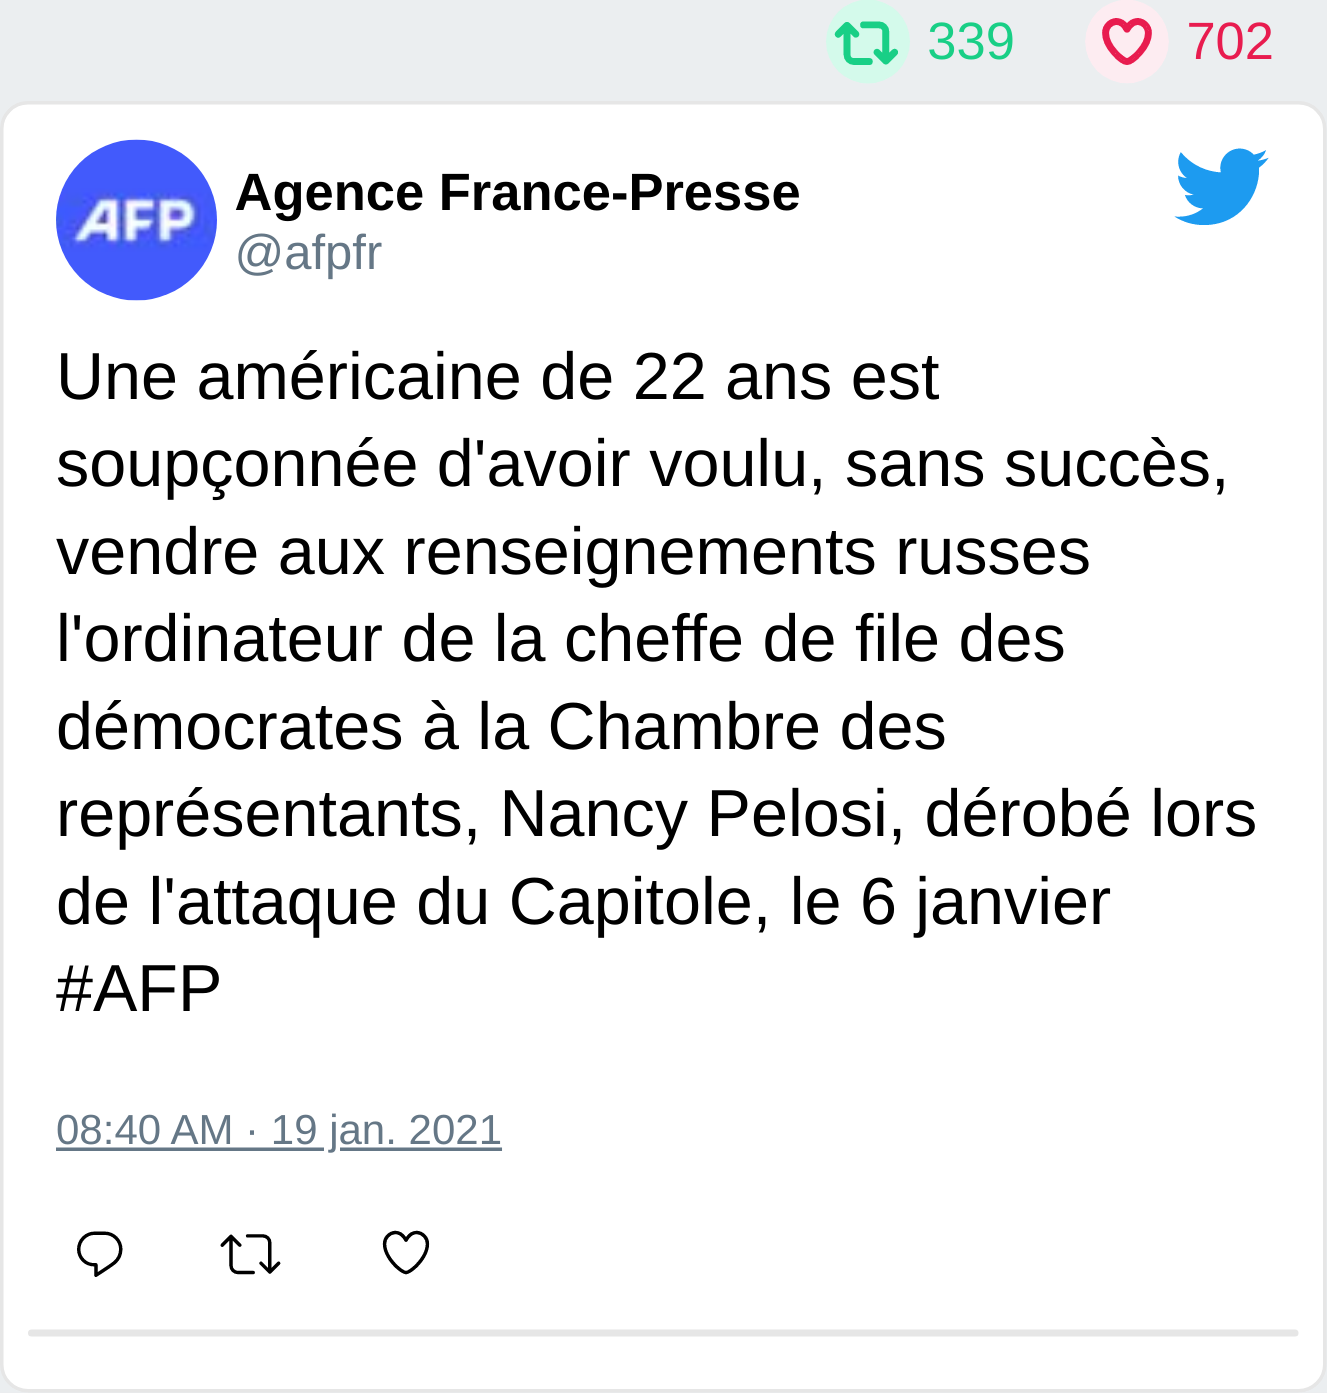 339 702
AFP
Agence France-Presse
@afpfr
Une américaine de 22 ans est
soupçonnée d'avoir voulu, sans succès,
vendre aux renseignements russes
l'ordinateur de la cheffe de file des
démocrates à la Chambre des
représentants, Nancy Pelosi, dérobé lors
de l'attaque du Capitole, le 6 janvier
#AFP
08:40 AM · 19 jan. 2021